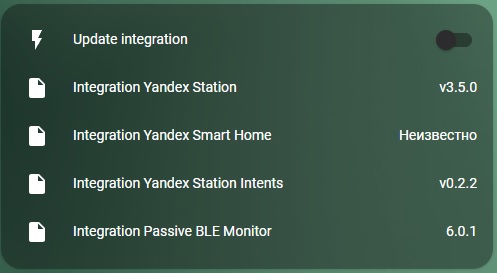 Update integration
Integration Yandex Station v3.5.0
Integration Yandex Smart Home Неизвестно
Integration Yandex Station Intents v0.2.2
Integration Passive BLE Monitor 6.0.1